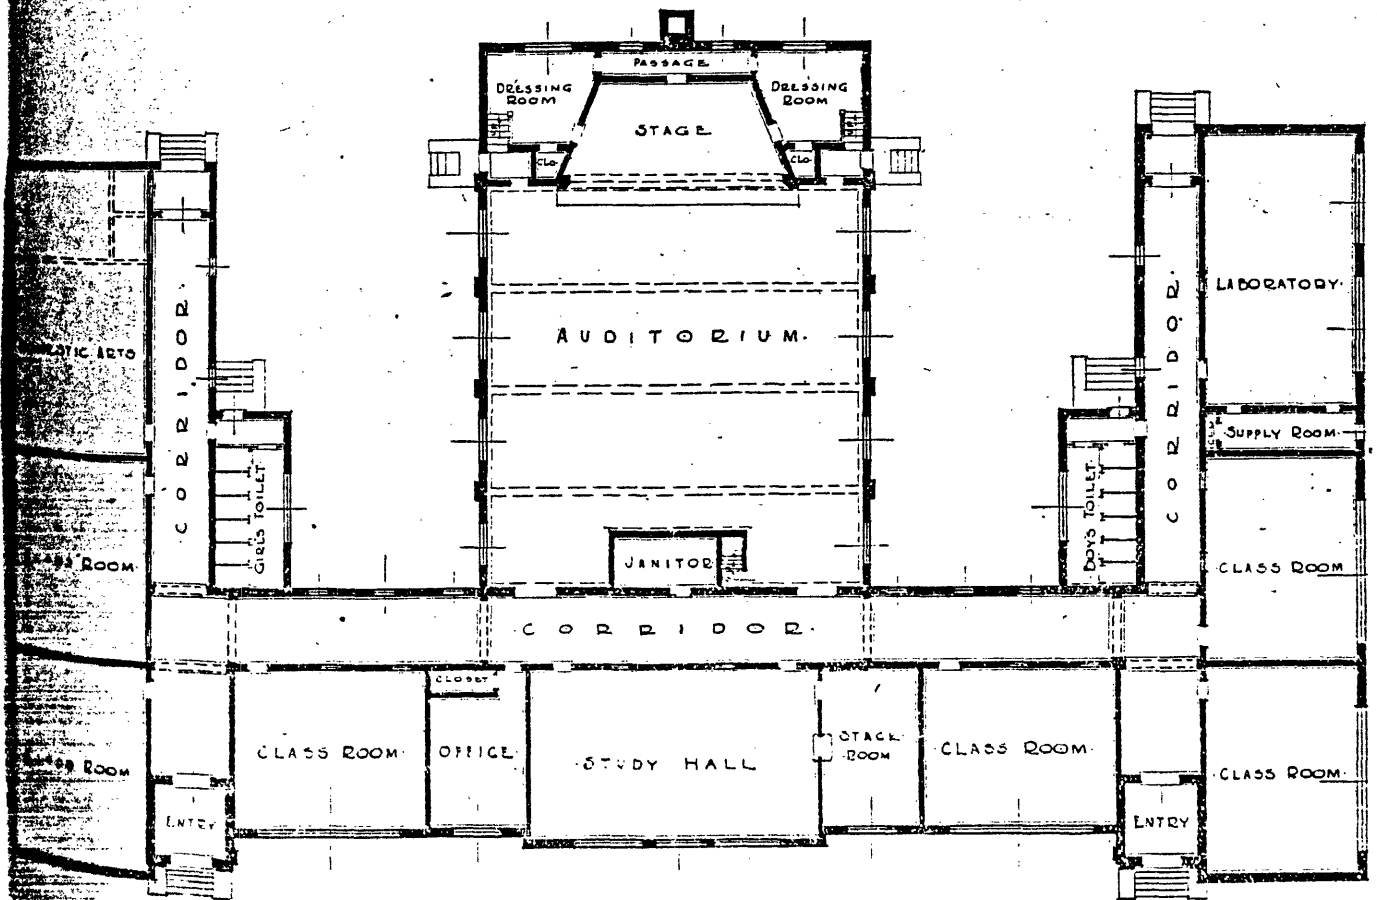 PASSAGE
DRESSING
ROOM
DRESSING
ROOM
STAGE
CLO.
CLO.
AUDITORIUM.
JANITOR
CORRIDOR.
ARTS
GIRLS TOILET
ROOM.
ROOM
CORRIDOR.
LABORATORY.
SUPPLY ROOM.
BOYS TOILET
CLASS ROOM
CORRIDOR.
CLOSET
CLASS ROOM.
OFFICE.
STUDY HALL
STACK
ROOM
CLASS ROOM.
CLASS ROOM.
ENTRY
ENTRY